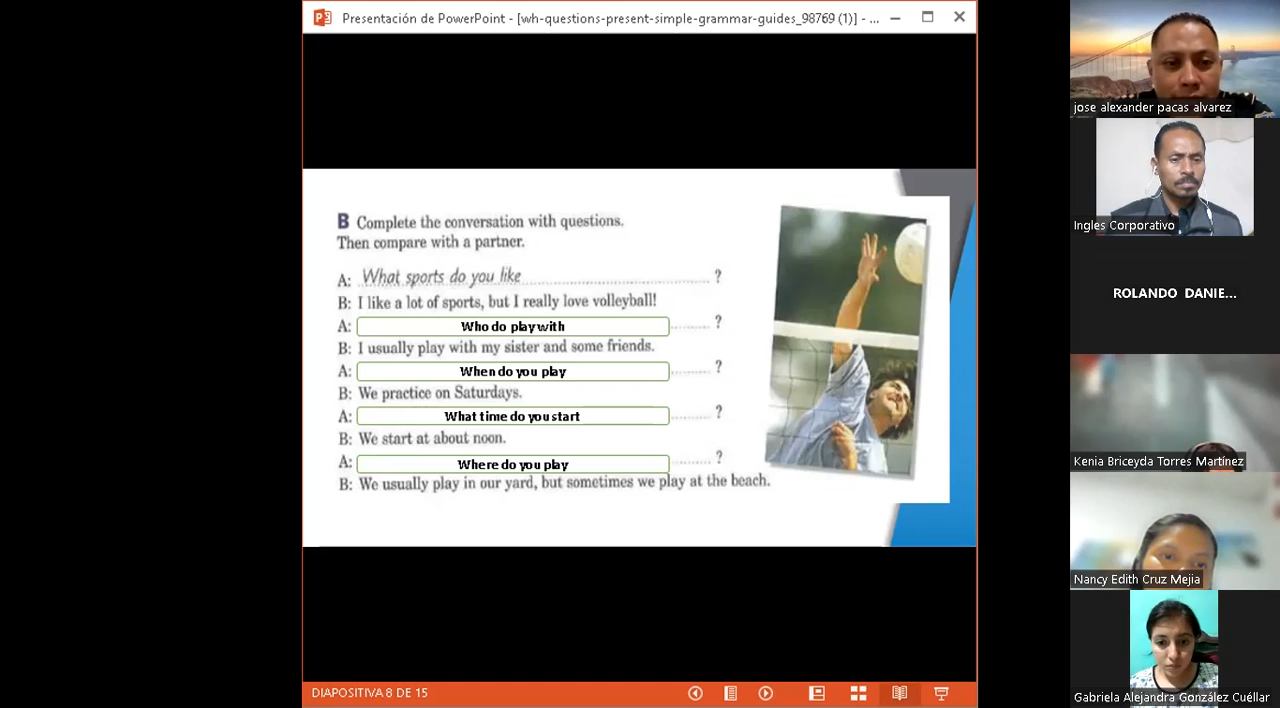 Presentación de PowerPoint - [wh-questions-present-simple-grammar-guides_98769 (1)] - ...
B Complete the conversation with questions.
Then compare with a partner.
A: What sports do you like ?
B: I like a lot of sports, but I really love volleyball!
A: Who do play with ?
B: I usually play with my sister and some friends.
A: When do you play ?
B: We practice on Saturdays.
A: What time do you start ?
B: We start at about noon.
A: Where do you play ?
B: We usually play in our yard, but sometimes we play at the beach.
DIAPOSITIVA 8 DE 15
jose alexander pacas alvarez
Ingles Corporativo
ROLANDO DANIE...
Kenia Briceyda Torres Martínez
Nancy Edith Cruz Mejia
Gabriela Alejandra González Cuéllar